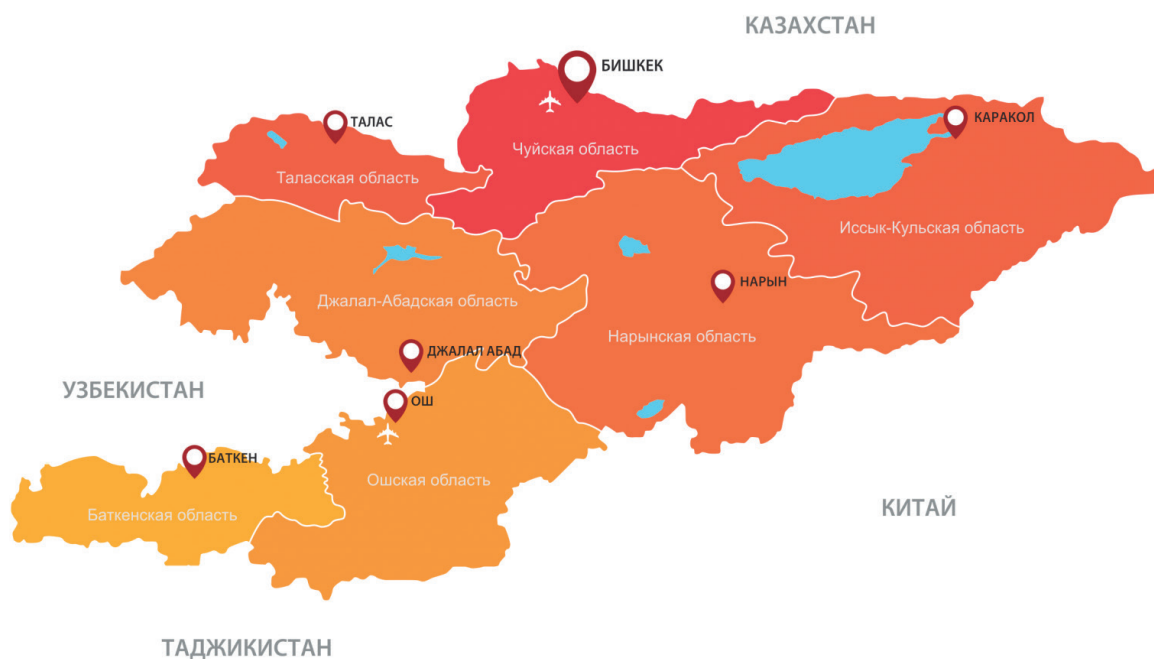 КАЗАХСТАН
БИШКЕК
ТАЛАС
КАРАКОЛ
Чуйская область
Таласская область
Иссык-Кульская область
НАРЫН
Джалал-Абадская область
Нарынская область
ДЖАЛАЛ АБАД
УЗБЕКИСТАН
ОШ
БАТКЕН
Ошская область
КИТАЙ
Баткенская область
ТАДЖИКИСТАН